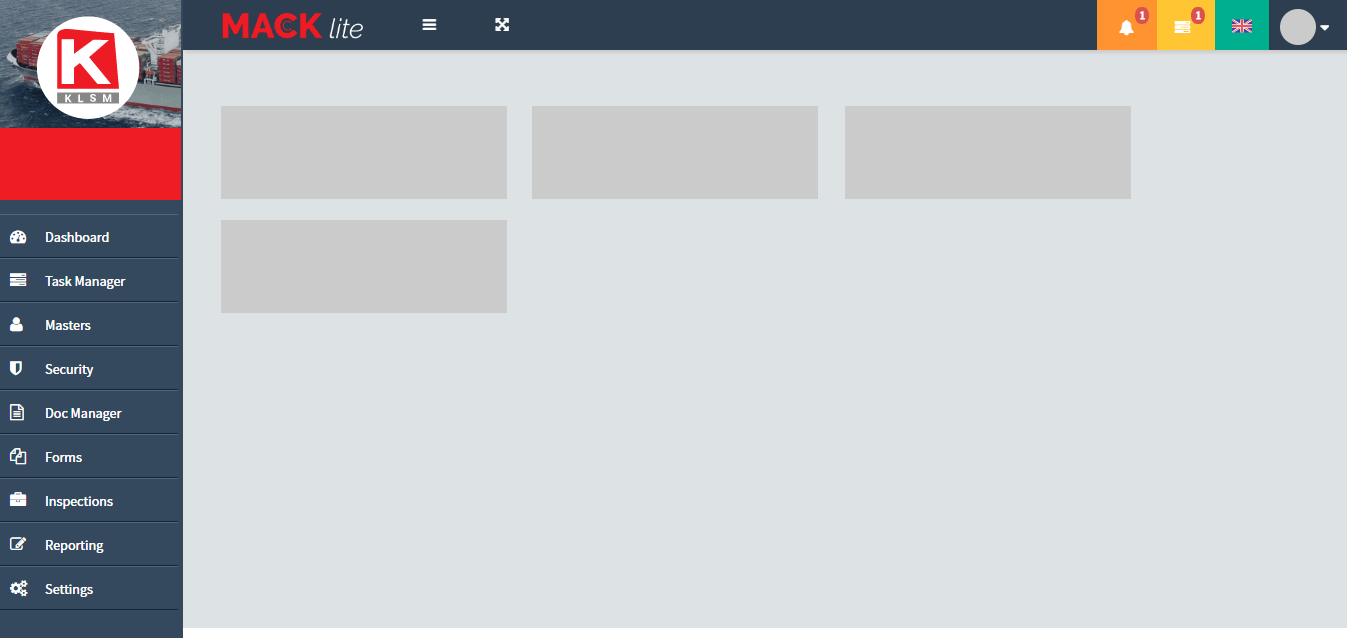 K
KLSM
MACK lite
1
1
Dashboard
Task Manager
Masters
Security
Doc Manager
Forms
Inspections
Reporting
Settings